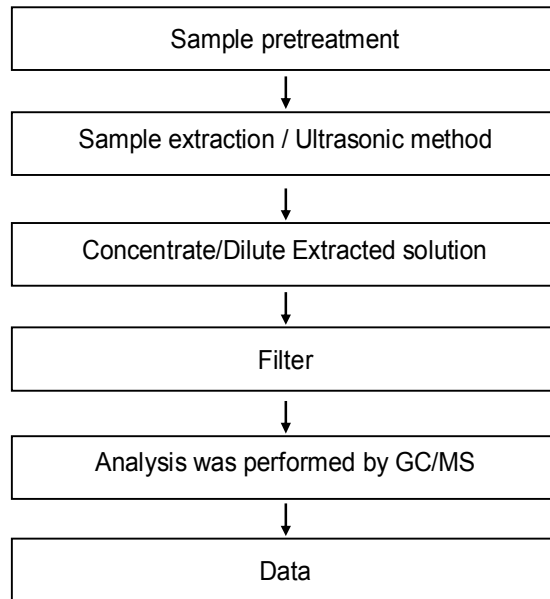 Sample pretreatment
Sample extraction / Ultrasonic method
Concentrate/Dilute Extracted solution
Filter
Analysis was performed by GC/MS
Data